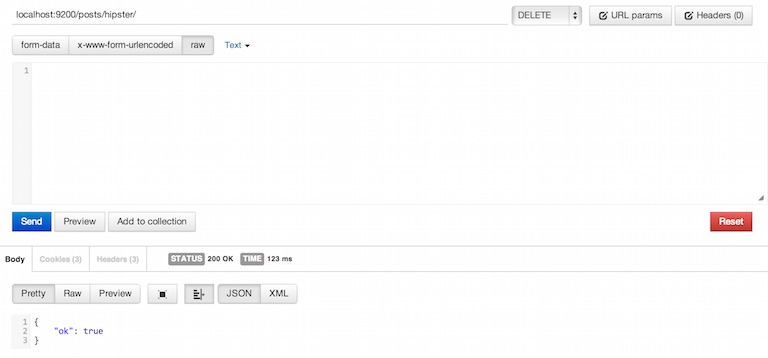 localhost:9200/posts/hipster/ DELETE URL params Headers (0)
form-data x-www-form-urlencoded raw Text
1
Send Preview Add to collection Reset
Body Cookies (3) Headers (3) STATUS 200 OK TIME 123 ms
Pretty Raw Preview JSON XML
1 {
2 "ok": true
3 }